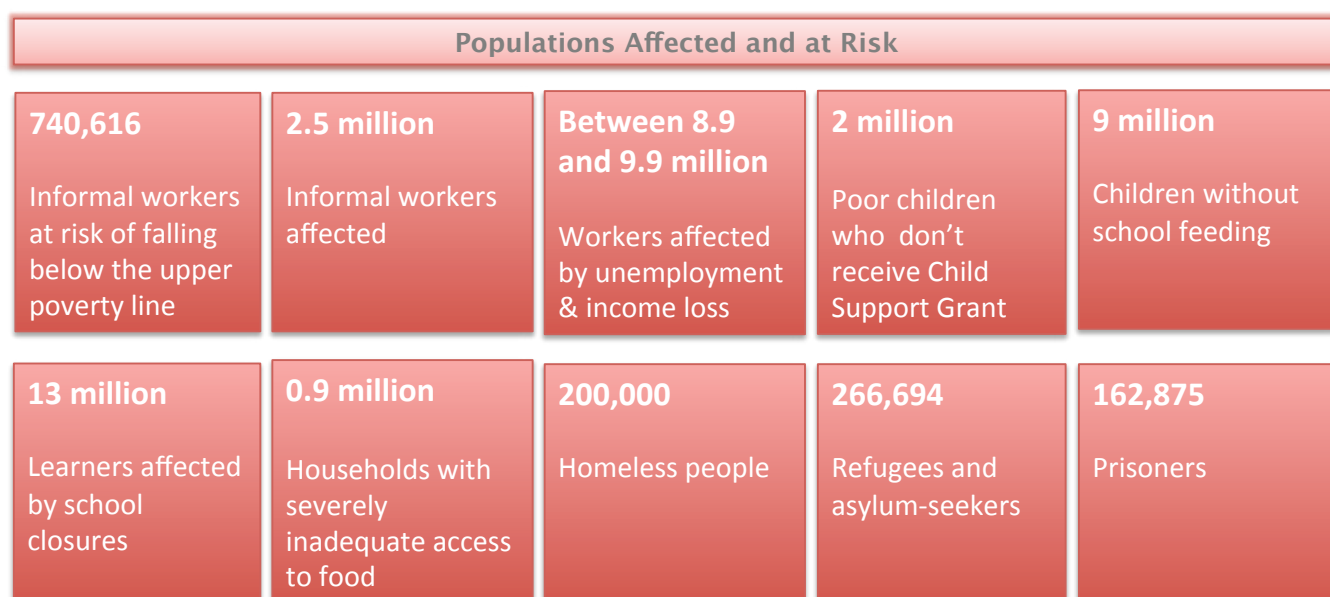 Populations Affected and at Risk
740,616
Informal workers
at risk of falling
below the upper
poverty line
2.5 million
Informal workers
affected
Between 8.9
and 9.9 million
Workers affected
by unemployment
& income loss
2 million
Poor children
who don’t
receive Child
Support Grant
9 million
Children without
school feeding
13 million
Learners affected
by school
closures
0.9 million
Households with
severely
inadequate access
to food
200,000
Homeless people
266,694
Refugees and
asylum-seekers
162,875
Prisoners